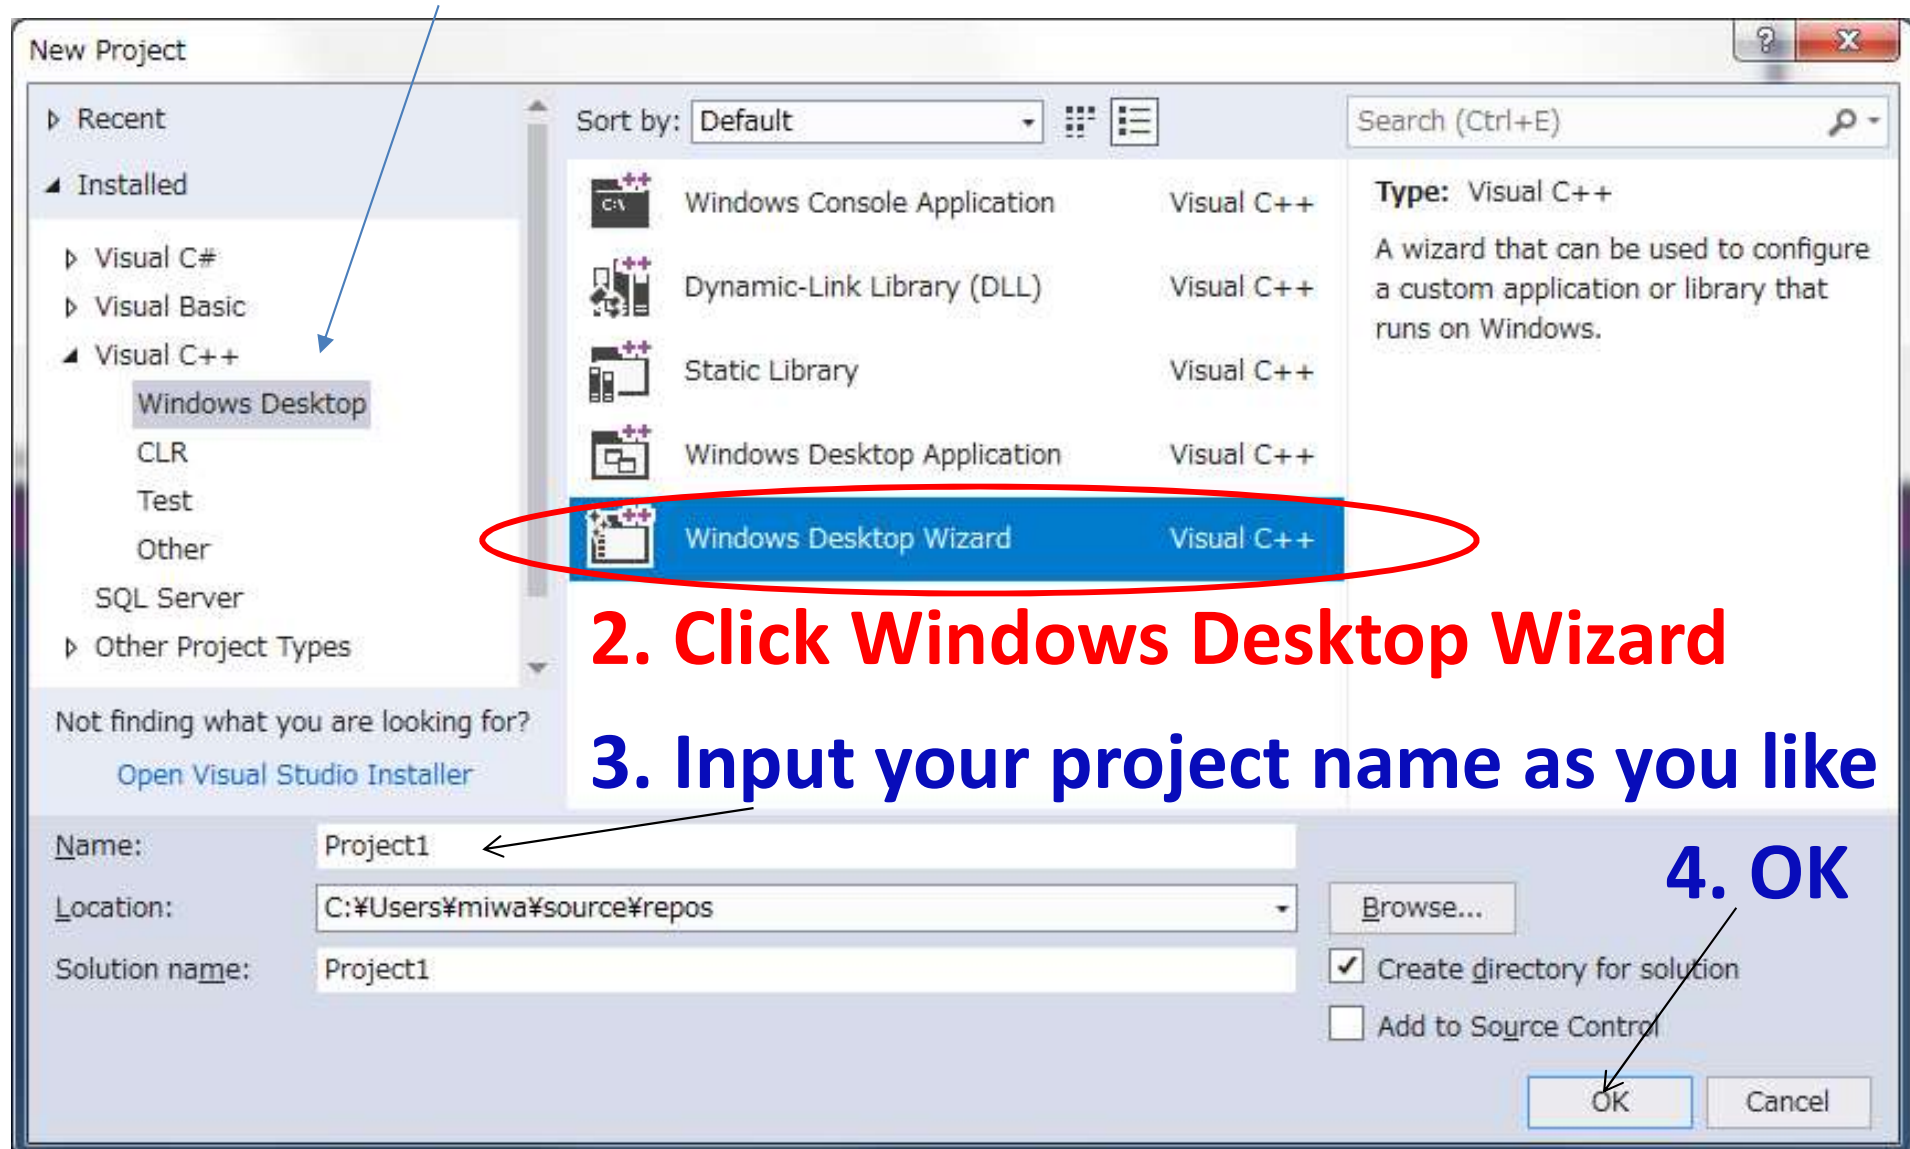 New Project
Recent
Installed
Visual C#
Visual Basic
Visual C++
Windows Desktop
CLR
Test
Other
SQL Server
Other Project Types
Not finding what you are looking for?
Open Visual Studio Installer
Sort by: Default
Windows Console Application Visual C++
Dynamic-Link Library (DLL) Visual C++
Static Library Visual C++
Windows Desktop Application Visual C++
Windows Desktop Wizard Visual C++
Search (Ctrl+E)
Type: Visual C++
A wizard that can be used to configure
a custom application or library that
runs on Windows.
2. Click Windows Desktop Wizard
3. Input your project name as you like
4. OK
Name: Project1
Location: C:¥Users¥miwa¥source¥repos Browse...
Solution name: Project1
Create directory for solution
Add to Source Control
OK Cancel